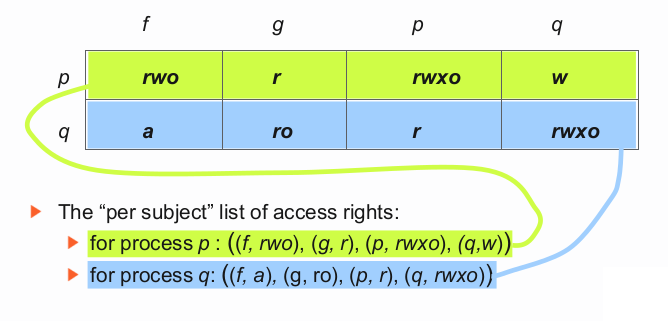 f g p q
p rwo r rwxo w
q a ro r rwxo
The “per subject” list of access rights:
for process p : ((f, rwo), (g, r), (p, rwxo), (q,w))
for process q: ((f, a), (g, ro), (p, r), (q, rwxo))